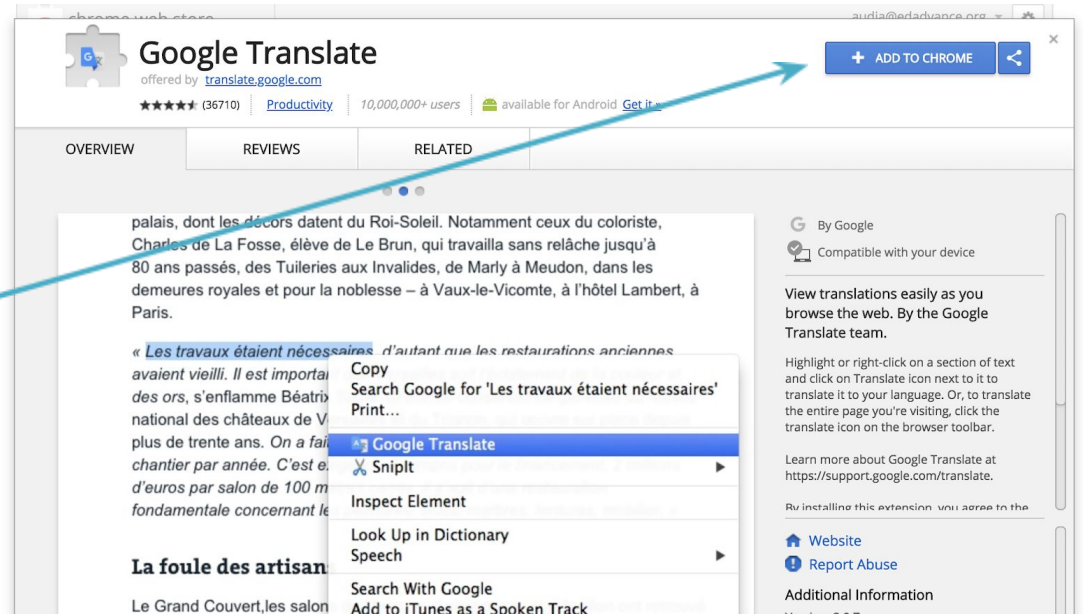 chrome web store
audia@edadvance.org
Google Translate
offered by translate.google.com
(36710) Productivity 10,000,000+ users available for Android Get it »
ADD TO CHROME
OVERVIEW REVIEWS RELATED
palais, dont les décors datent du Roi-Soleil. Notamment ceux du coloriste,
Charles de La Fosse, élève de Le Brun, qui travailla sans relâche jusqu'à
80 ans passés, des Tuileries aux Invalides, de Marly à Meudon, dans les
demeures royales et pour la noblesse – à Vaux-le-Vicomte, à l'hôtel Lambert, à
Paris.
« Les travaux étaient nécessaires, d'autant que les restaurations anciennes
avaient vieilli. Il est importan
des ors, s'enflamme Béatrix
national des châteaux de V
plus de trente ans. On a fai
chantier par année. C'est e
d'euros par salon de 100 m
fondamentale concernant le
La foule des artisans
Le Grand Couvert,les salon
Copy
Search Google for 'Les travaux étaient nécessaires'
Print...
Google Translate
SnipIt
Inspect Element
Look Up in Dictionary
Speech
Search With Google
Add to iTunes as a Spoken Track
By Google
Compatible with your device
View translations easily as you
browse the web. By the Google
Translate team.
Highlight or right-click on a section of text
and click on Translate icon next to it to
translate it to your language. Or, to translate
the entire page you're visiting, click the
translate icon on the browser toolbar.
Learn more about Google Translate at
https://support.google.com/translate.
By installing this extension, you agree to the
Website
Report Abuse
Additional Information